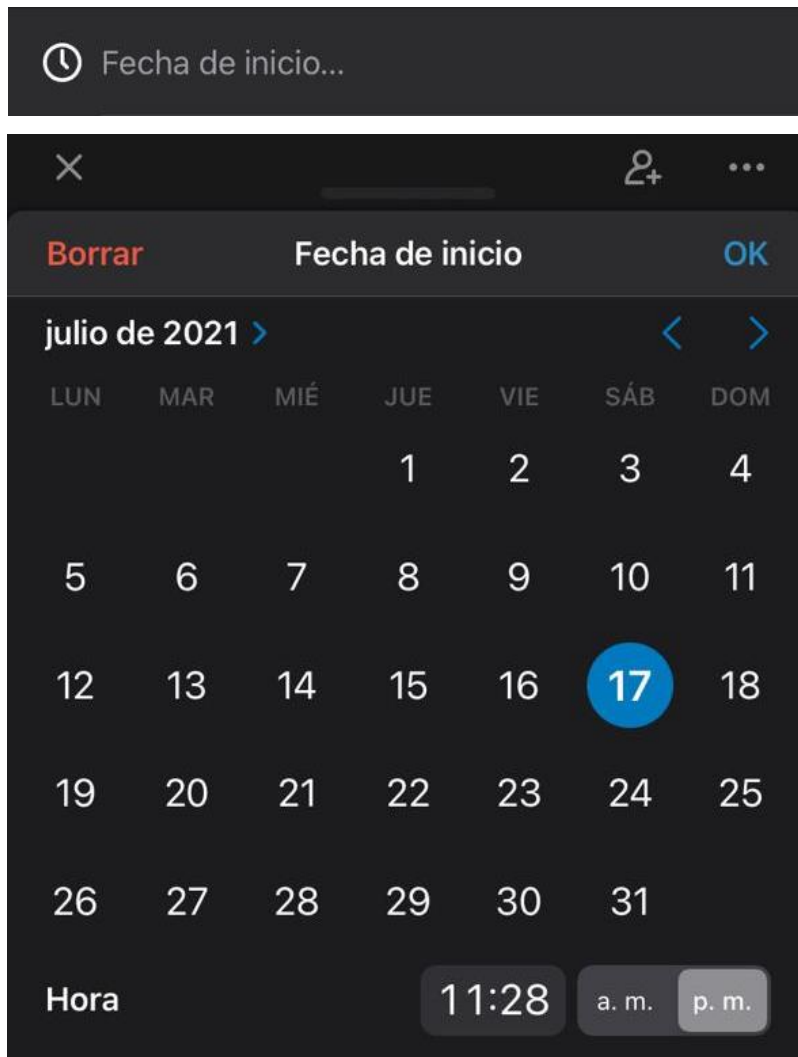 Fecha de inicio...
Borrar Fecha de inicio OK
julio de 2021
LUN MAR MIÉ JUE VIE SÁB DOM
1 2 3 4
5 6 7 8 9 10 11
12 13 14 15 16 17 18
19 20 21 22 23 24 25
26 27 28 29 30 31
Hora 11:28 a. m. p. m.